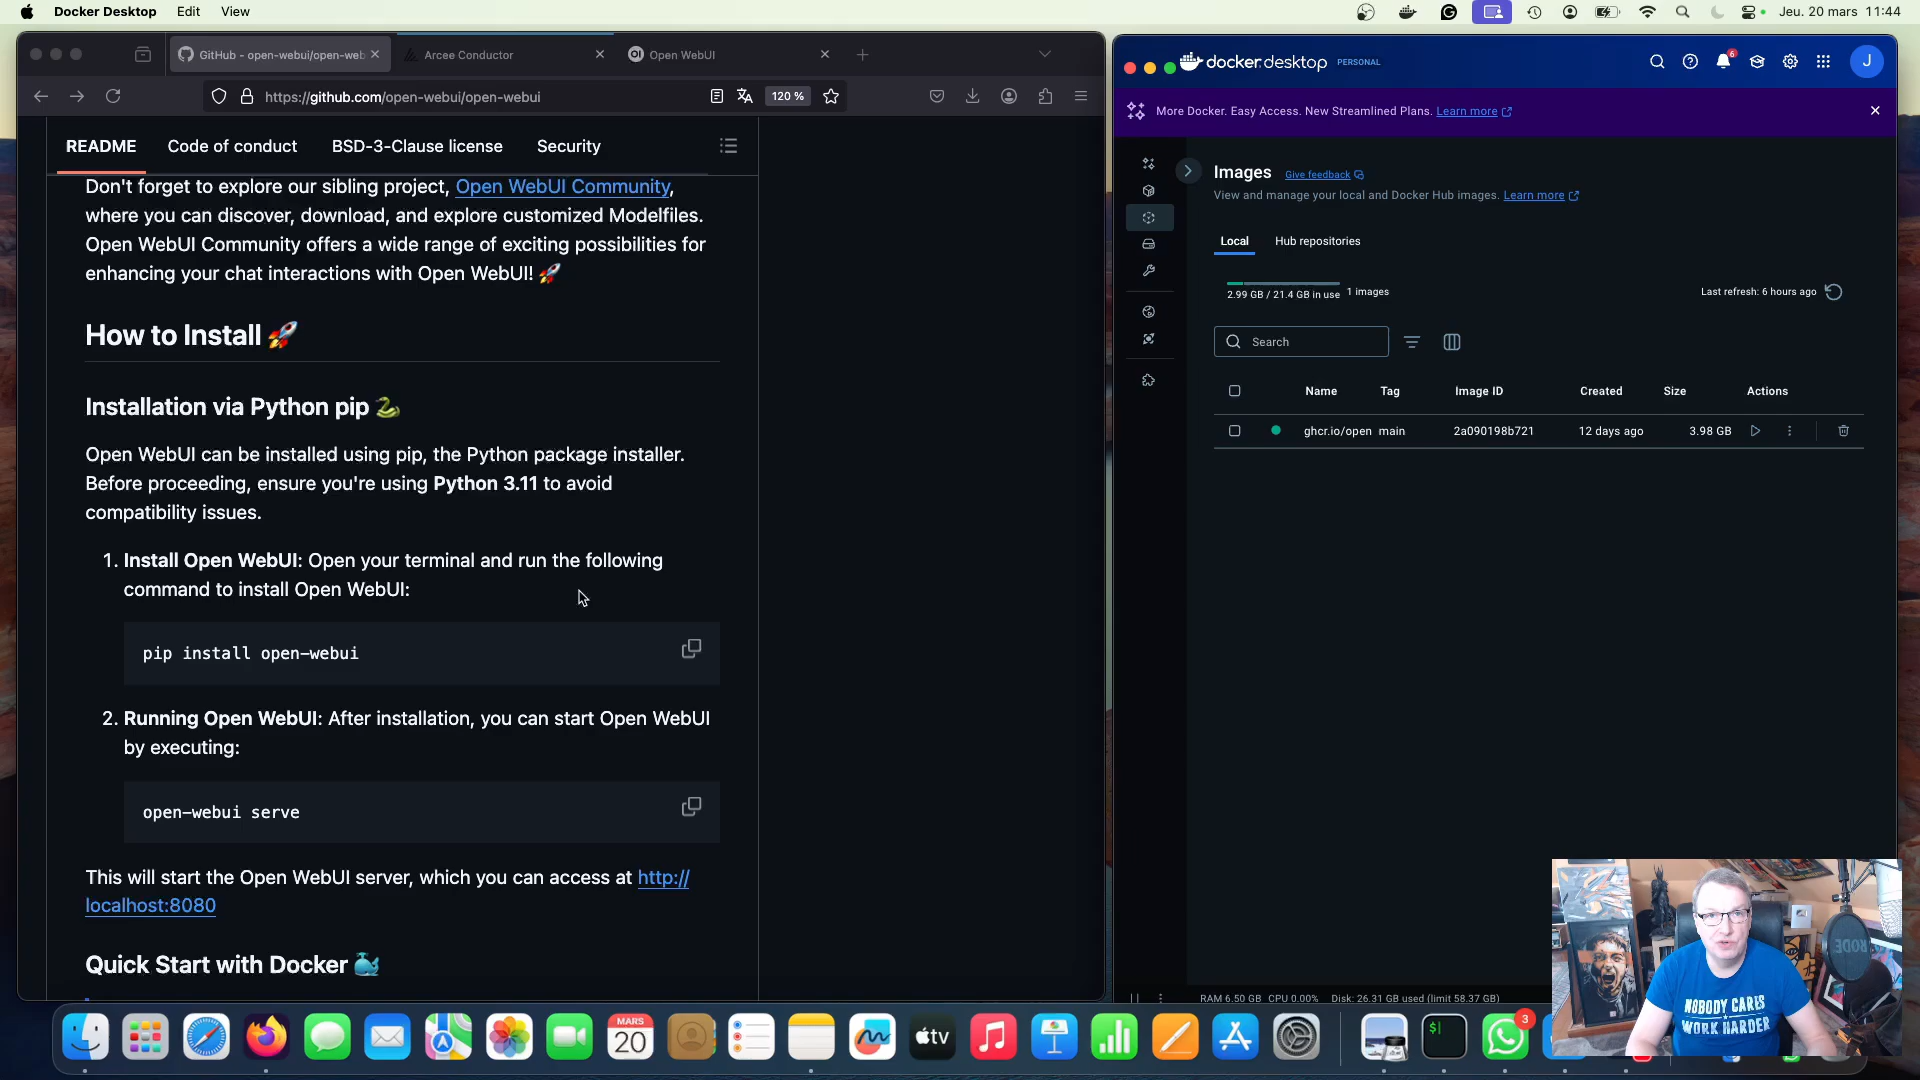 Docker Desktop Edit View
Jeu. 20 mars 11:44
GitHub - open-webui/open-web
Arcee Conductor
Open WebUI
https://github.com/open-webui/open-webui
120 %
README Code of conduct BSD-3-Clause license Security
Don't forget to explore our sibling project, Open WebUI Community,
where you can discover, download, and explore customized Modelfiles.
Open WebUI Community offers a wide range of exciting possibilities for
enhancing your chat interactions with Open WebUI! 🚀
How to Install 🚀
Installation via Python pip 🐍
Open WebUI can be installed using pip, the Python package installer.
Before proceeding, ensure you're using Python 3.11 to avoid
compatibility issues.
1. Install Open WebUI: Open your terminal and run the following
command to install Open WebUI:
pip install open-webui
2. Running Open WebUI: After installation, you can start Open WebUI
by executing:
open-webui serve
This will start the Open WebUI server, which you can access at http://
localhost:8080
Quick Start with Docker 🐳
docker desktop PERSONAL
6
J
More Docker. Easy Access. New Streamlined Plans. Learn more
Images Give feedback
View and manage your local and Docker Hub images. Learn more
Local Hub repositories
2.99 GB / 21.4 GB in use 1 images
Last refresh: 6 hours ago
Search
Name Tag Image ID Created Size Actions
ghcr.io/open main 2a090198b721 12 days ago 3.98 GB
RAM 6.50 GB CPU 0.00% Disk: 26.31 GB used (limit 58.37 GB)
MARS
20
tv
$
3
RODE
NOBODY CARES
WORK HARDER